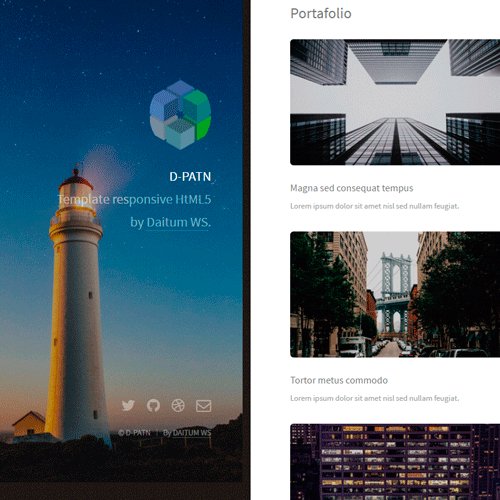 D-PATN
Template responsive HtML5
by Daitum WS.
© D-PATN | By DAITUM WS
Portafolio
Magna sed consequat tempus
Lorem ipsum dolor sit amet nisl sed nullam feugiat.
Tortor metus commodo
Lorem ipsum dolor sit amet nisl sed nullam feugiat.